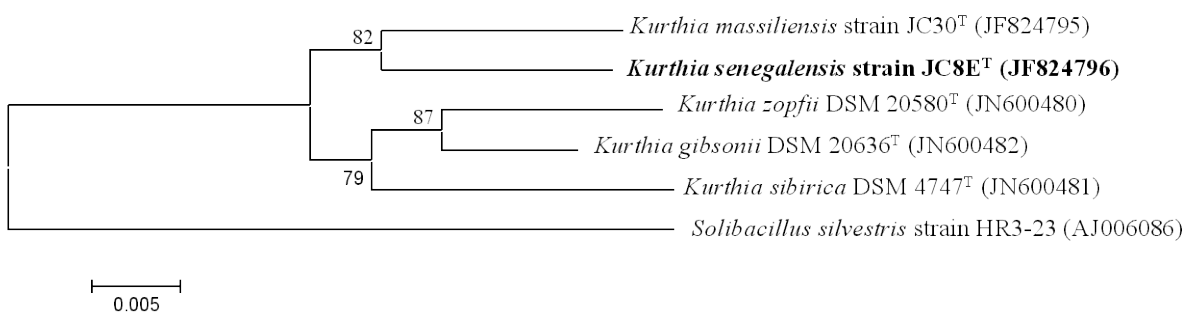 82
Kurthia massiliensis strain JC30ᵀ (JF824795)
Kurthia senegalensis strain JC8Eᵀ (JF824796)
87
Kurthia zopfii DSM 20580ᵀ (JN600480)
Kurthia gibsonii DSM 20636ᵀ (JN600482)
79
Kurthia sibirica DSM 4747ᵀ (JN600481)
Solibacillus silvestris strain HR3-23 (AJ006086)
0.005